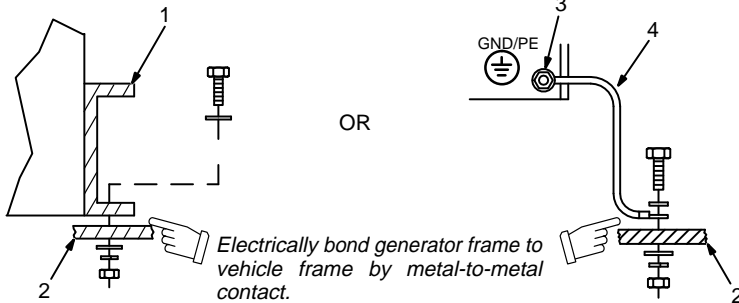 1
3
GND/PE
4
OR
2
Electrically bond generator frame to
vehicle frame by metal-to-metal
contact.
2